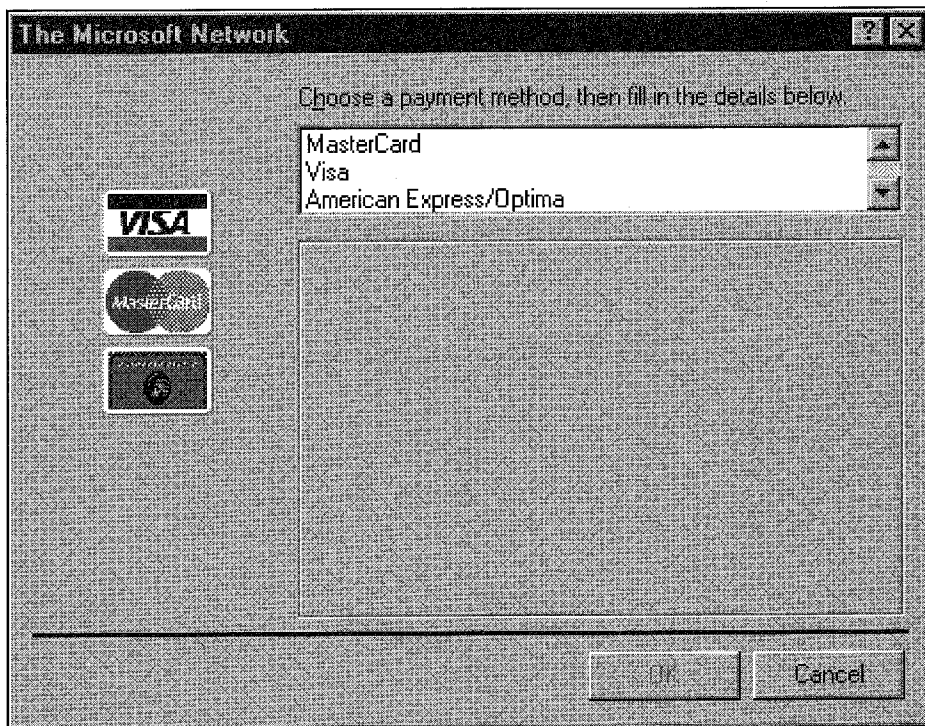 The Microsoft Network
Choose a payment method, then fill in the details below.
MasterCard
Visa
American Express/Optima
VISA
MasterCard
OK
Cancel